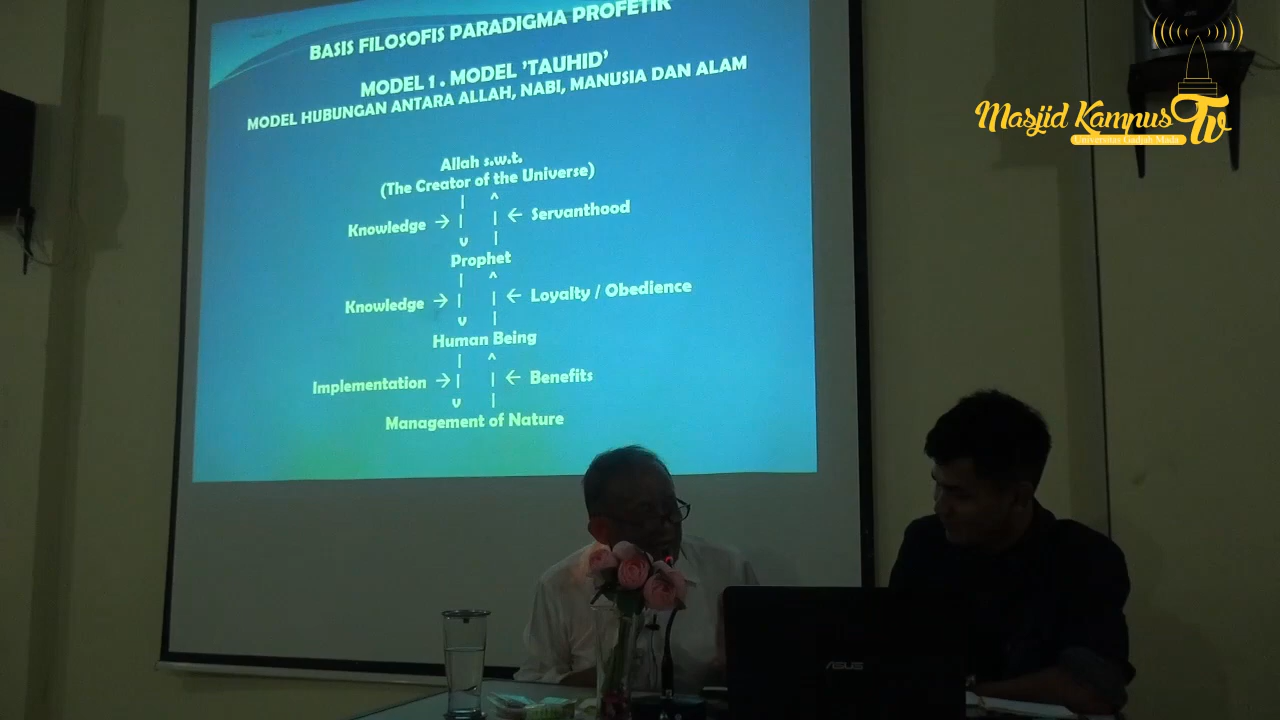 BASIS FILOSOFIS PARADIGMA PROFETIK
MODEL 1 . MODEL 'TAUHID'
MODEL HUBUNGAN ANTARA ALLAH, NABI, MANUSIA DAN ALAM
Allah s.w.t.
(The Creator of the Universe)
Knowledge → ← Servanthood
Prophet
Knowledge → ← Loyalty / Obedience
Human Being
Implementation → ← Benefits
Management of Nature
Masjid Kampus Tv
Universitas Gadjah Mada
ASUS